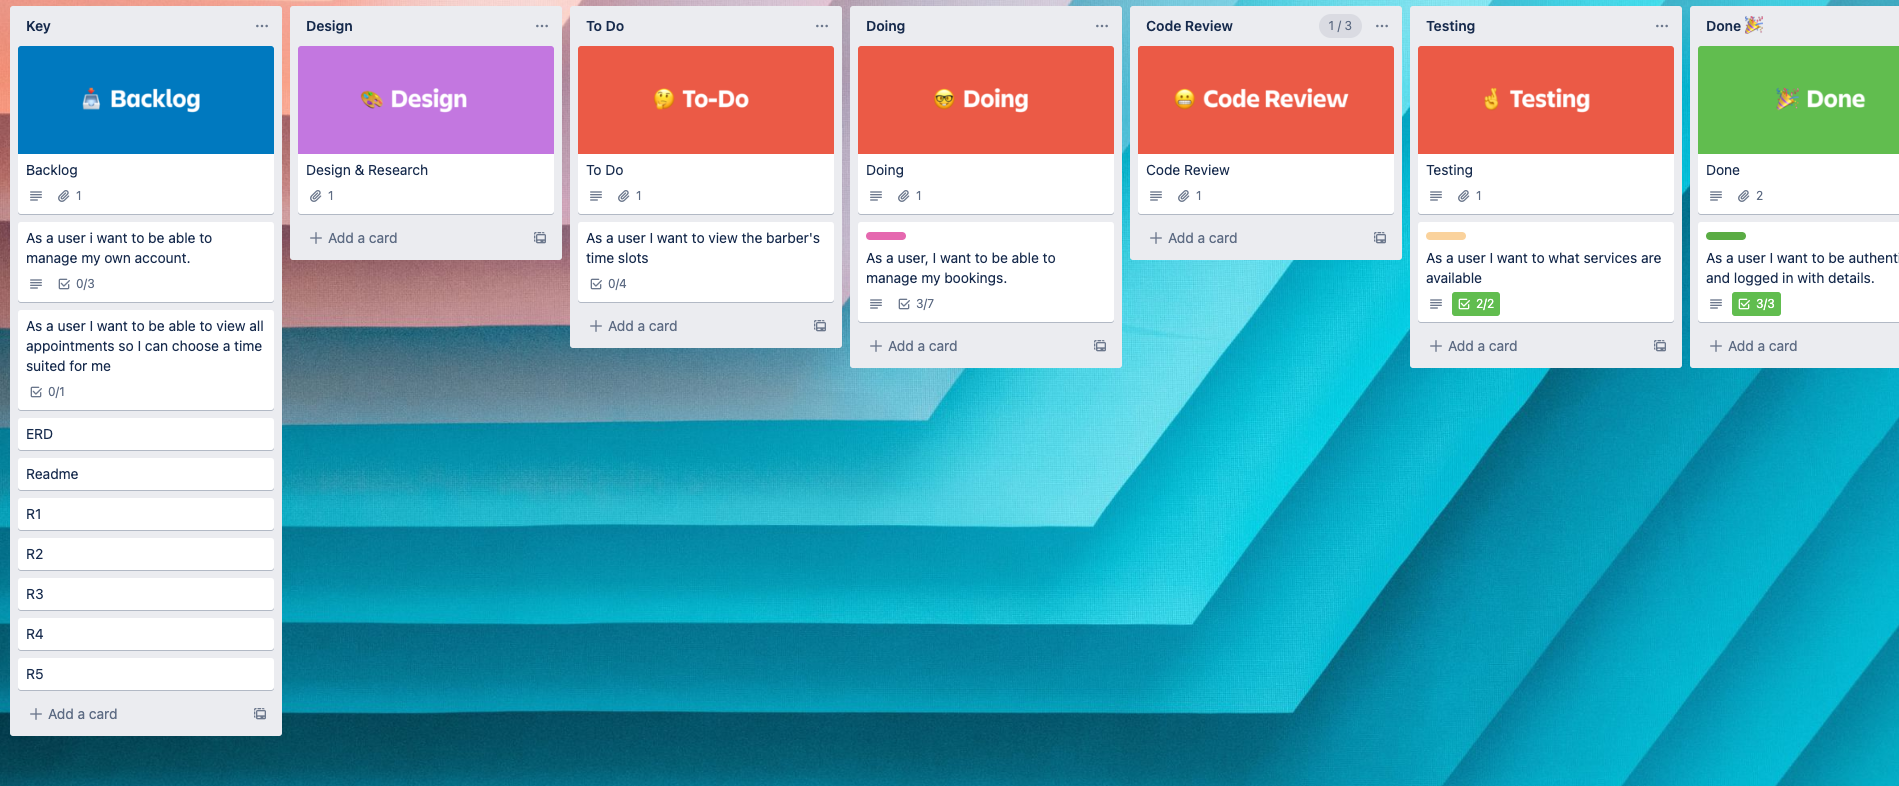 Key
Backlog
Backlog
1
As a user i want to be able to
manage my own account.
0/3
As a user I want to be able to view all
appointments so I can choose a time
suited for me
0/1
ERD
Readme
R1
R2
R3
R4
R5
Add a card
Design
Design
Design & Research
1
Add a card
To Do
To-Do
To Do
1
As a user I want to view the barber's
time slots
0/4
Add a card
Doing
Doing
Doing
1
As a user, I want to be able to
manage my bookings.
3/7
Add a card
Code Review
1 / 3
Code Review
Code Review
1
Add a card
Testing
Testing
Testing
1
As a user I want to what services are
available
2/2
Add a card
Done
Done
Done
2
As a user I want to be authenti
and logged in with details.
3/3
Add a card